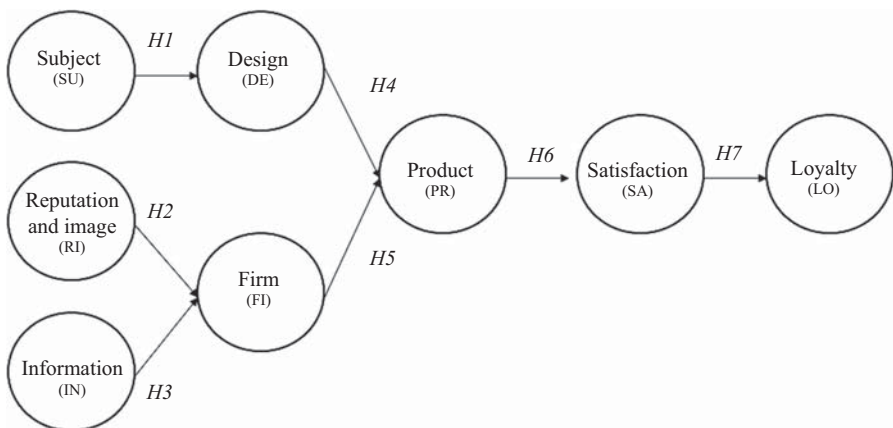 H1
Subject
(SU)
Design
(DE)
H4
Product
(PR)
H6
Satisfaction
(SA)
H7
Loyalty
(LO)
Reputation
and image
(RI)
H2
Firm
(FI)
H5
Information
(IN)
H3